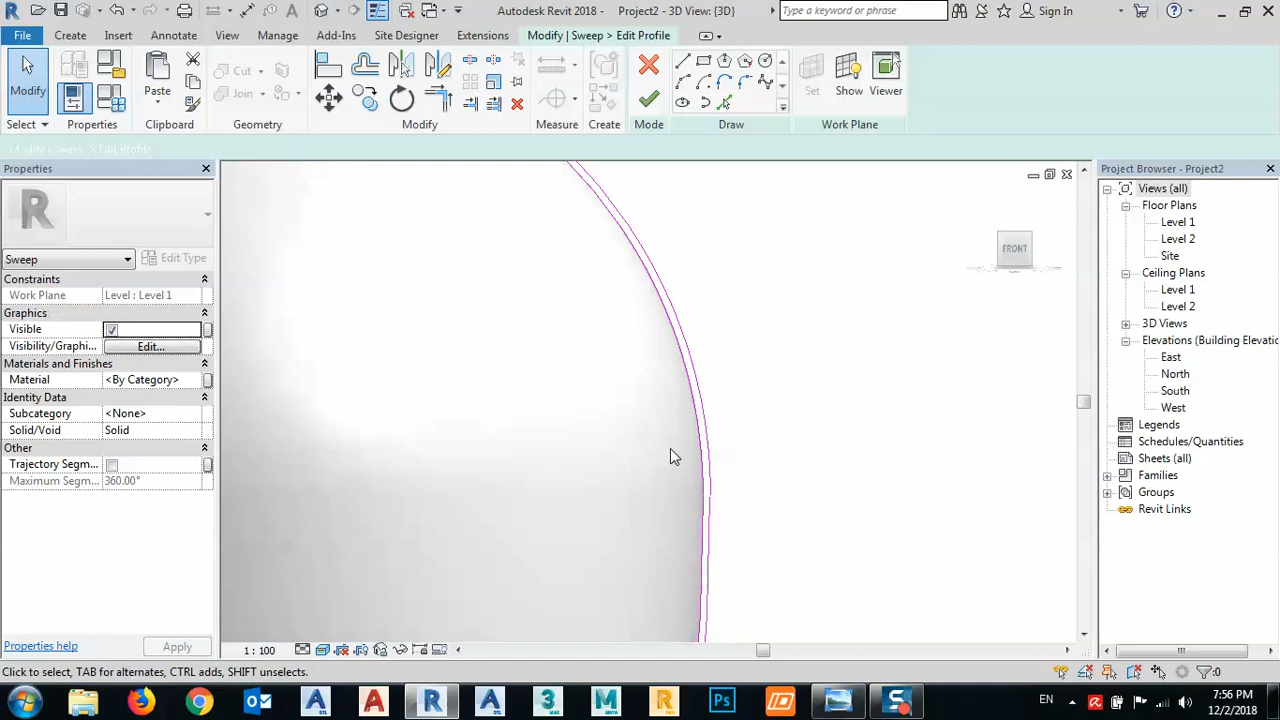 Autodesk Revit 2018 - Project2 - 3D View: {3D}
Type a keyword or phrase
Sign In
File Create Insert Annotate View Manage Add-Ins Site Designer Extensions Modify | Sweep > Edit Profile
Modify Paste Cut Join Set Show Viewer
Select Properties Clipboard Geometry Modify Measure Create Mode Draw Work Plane
Properties
Sweep Edit Type
Constraints
Work Plane Level : Level 1
Graphics
Visible
Visibility/Graphi... Edit...
Materials and Finishes
Material <By Category>
Identity Data
Subcategory <None>
Solid/Void Solid
Other
Trajectory Segm...
Maximum Segm... 360.00°
Properties help Apply
FRONT
1 : 100
Project Browser - Project2
Views (all)
Floor Plans
Level 1
Level 2
Site
Ceiling Plans
Level 1
Level 2
3D Views
Elevations (Building Elevatio
East
North
South
West
Legends
Schedules/Quantities
Sheets (all)
Families
Groups
Revit Links
Click to select, TAB for alternates, CTRL adds, SHIFT unselects.
:0
EN 7:56 PM
12/2/2018